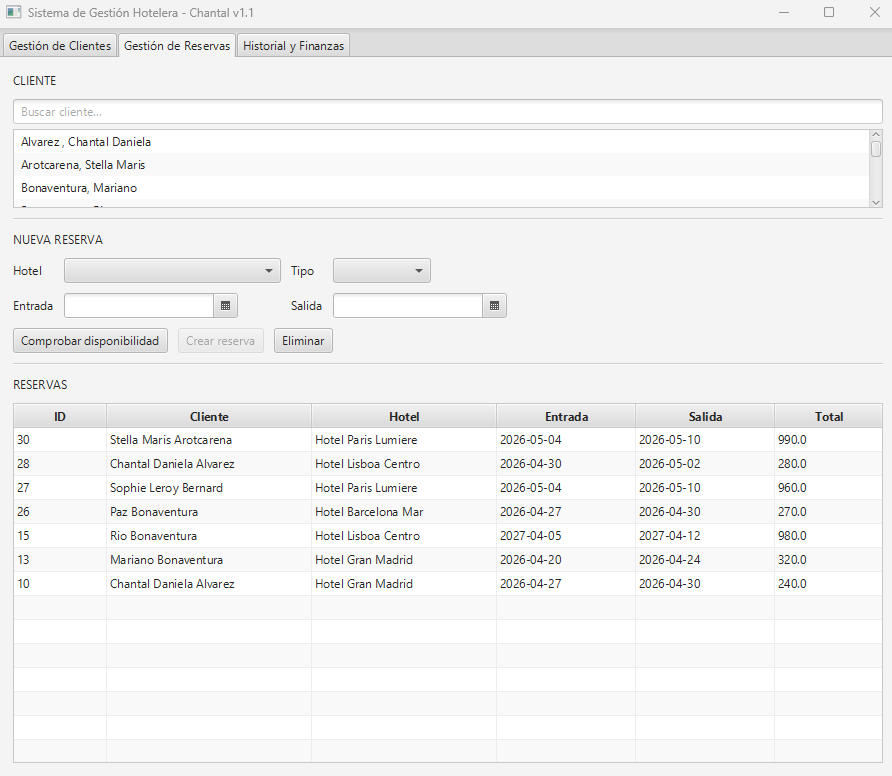 Sistema de Gestión Hotelera - Chantal v1.1
Gestión de Clientes Gestión de Reservas Historial y Finanzas
CLIENTE
Buscar cliente...
Alvarez , Chantal Daniela
Arotcarena, Stella Maris
Bonaventura, Mariano
NUEVA RESERVA
Hotel Tipo
Entrada Salida
Comprobar disponibilidad Crear reserva Eliminar
RESERVAS
ID Cliente Hotel Entrada Salida Total
30 Stella Maris Arotcarena Hotel Paris Lumiere 2026-05-04 2026-05-10 990.0
28 Chantal Daniela Alvarez Hotel Lisboa Centro 2026-04-30 2026-05-02 280.0
27 Sophie Leroy Bernard Hotel Paris Lumiere 2026-05-04 2026-05-10 960.0
26 Paz Bonaventura Hotel Barcelona Mar 2026-04-27 2026-04-30 270.0
15 Rio Bonaventura Hotel Lisboa Centro 2027-04-05 2027-04-12 980.0
13 Mariano Bonaventura Hotel Gran Madrid 2026-04-20 2026-04-24 320.0
10 Chantal Daniela Alvarez Hotel Gran Madrid 2026-04-27 2026-04-30 240.0